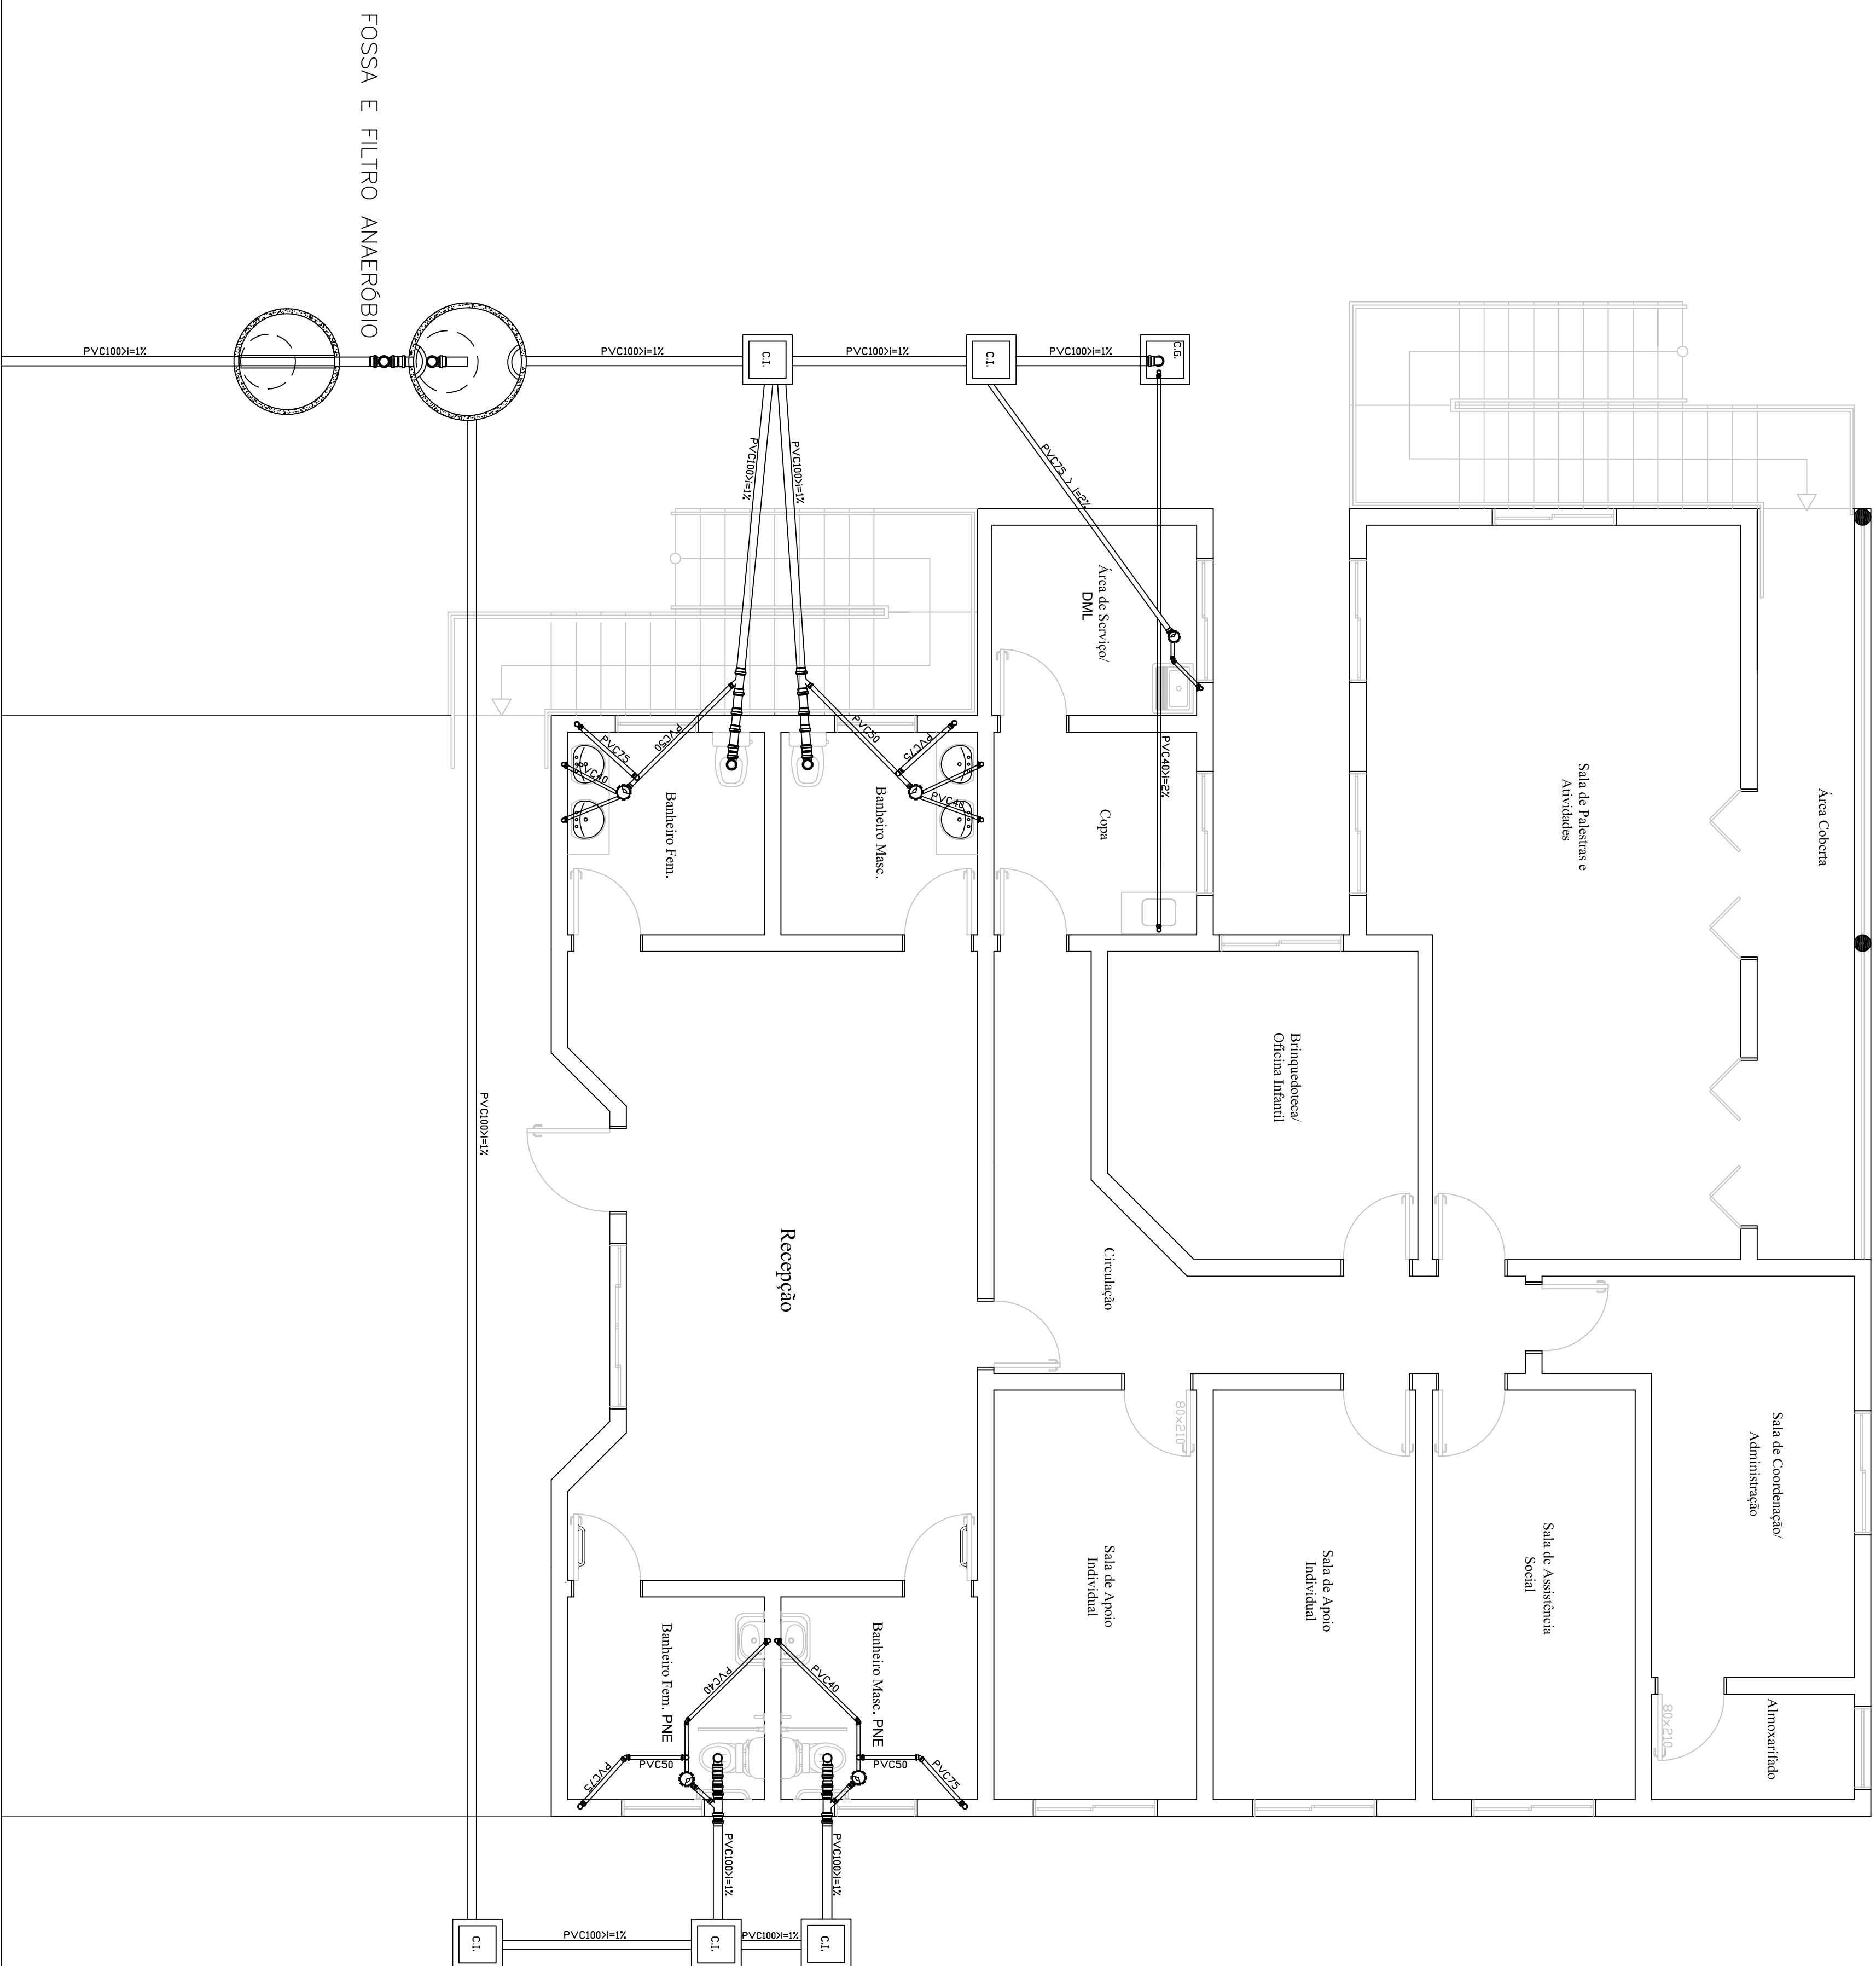 FOSSA E FILTRO ANAERÓBIO
PVC100>i=1%
PVC100>i=1%
C.I.
PVC100>i=1%
C.I.
PVC100>i=1%
C.G.
PVC100>i=1%
PVC100>i=1%
PVC75 > i=2%
PVC40>i=2%
Área de Serviço/
DML
Copa
PVC50
PVC75
PVC40
Banheiro Fem.
PVC50
PVC75
PVC40
Banheiro Masc.
Sala de Palestras e
Atividades
Área Coberta
Brinquedoteca/
Oficina Infantil
PVC100>i=1%
Recepção
Circulação
80x210
Sala de Coordenação/
Administração
Sala de Apoio
Individual
Sala de Apoio
Individual
Sala de Assistência
Social
80x210
Almoxarifado
Banheiro Fem. PNE
PVC40
PVC50
PVC75
Banheiro Masc. PNE
PVC40
PVC50
PVC75
PVC100>i=1%
PVC100>i=1%
C.I.
PVC100>i=1%
C.I.
PVC100>i=1%
C.I.